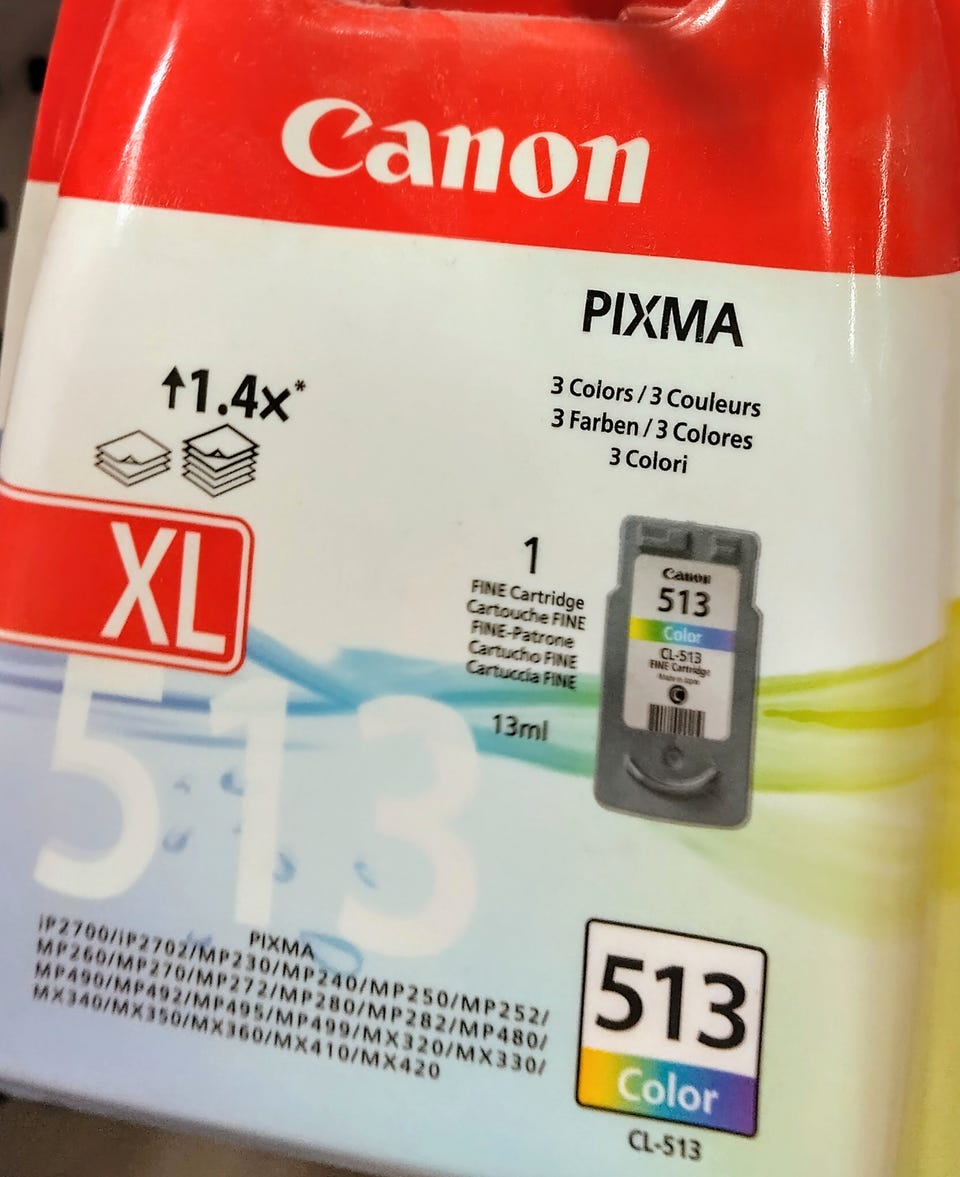 Canon
PIXMA
3 Colors / 3 Couleurs
3 Farben / 3 Colores
3 Colori
↑1.4x*
XL
1
FINE Cartridge
Cartouche FINE
FINE-Patrone
Cartucho FINE
Cartuccia FINE
13ml
Canon
513
Color
CL-513
FINE Cartridge
Made in Japan
513
PIXMA
iP2700/iP2702/MP230/MP240/MP250/MP252/
MP260/MP270/MP272/MP280/MP282/MP480/
MP490/MP492/MP495/MP499/MX320/MX330/
MX340/MX350/MX360/MX410/MX420
513
Color
CL-513